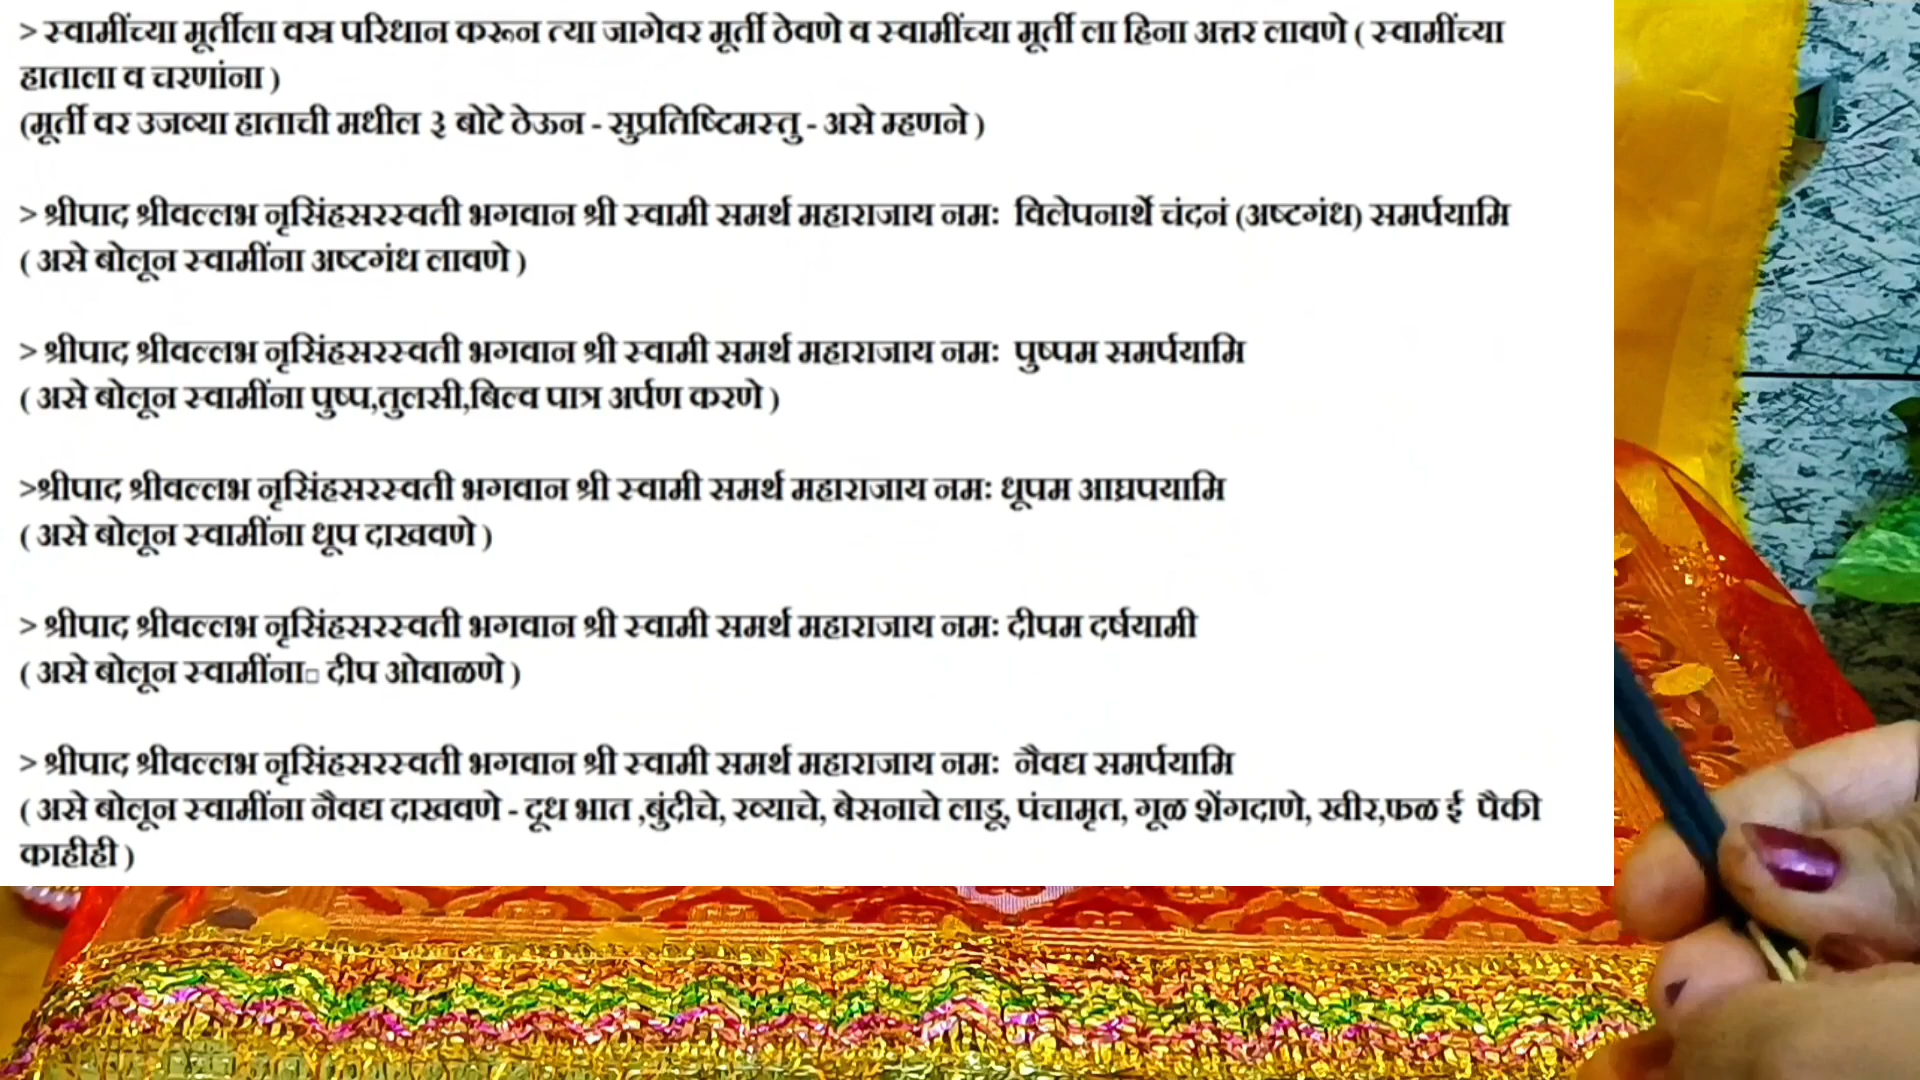 > स्वामींच्या मूर्तीला वस्र परिधान करून त्या जागेवर मूर्ती ठेवणे व स्वामींच्या मूर्ती ला हिना अत्तर लावणे ( स्वामींच्या
हाताला व चरणांना )
(मूर्ती वर उजव्या हाताची मधील ३ बोटे ठेऊन - सुप्रतिष्टिमस्तु - असे म्हणने )
> श्रीपाद श्रीवल्लभ नृसिंहसरस्वती भगवान श्री स्वामी समर्थ महाराजाय नमः विलेपनार्थे चंदनं (अष्टगंध) समर्पयामि
( असे बोलून स्वामींना अष्टगंध लावणे )
> श्रीपाद श्रीवल्लभ नृसिंहसरस्वती भगवान श्री स्वामी समर्थ महाराजाय नमः पुष्पम समर्पयामि
( असे बोलून स्वामींना पुष्प,तुलसी,बिल्व पात्र अर्पण करणे )
>श्रीपाद श्रीवल्लभ नृसिंहसरस्वती भगवान श्री स्वामी समर्थ महाराजाय नमः धूपम आघ्रपयामि
( असे बोलून स्वामींना धूप दाखवणे )
> श्रीपाद श्रीवल्लभ नृसिंहसरस्वती भगवान श्री स्वामी समर्थ महाराजाय नमः दीपम दर्षयामी
( असे बोलून स्वामींना□ दीप ओवाळणे )
> श्रीपाद श्रीवल्लभ नृसिंहसरस्वती भगवान श्री स्वामी समर्थ महाराजाय नमः नैवद्य समर्पयामि
( असे बोलून स्वामींना नैवद्य दाखवणे - दूध भात ,बुंदीचे, रव्याचे, बेसनाचे लाडू, पंचामृत, गूळ शेंगदाणे, खीर,फळ ई पैकी
काहीही )